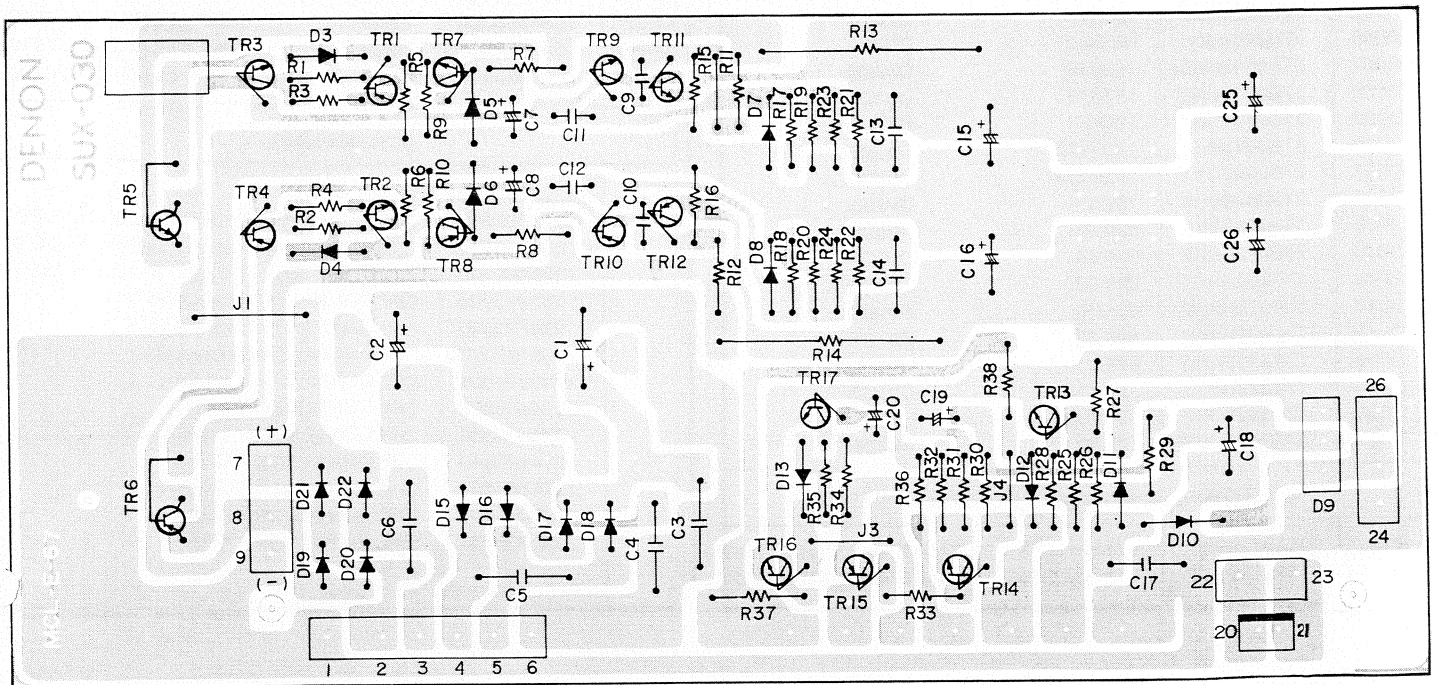 DENON
SUX-030
TR3
D3
R1
R3
TR1
R5
TR7
R9
R7
D5
+
C7
C11
TR9
C9
TR11
R15
R11
R13
D7
R17
R19
R23
R21
C13
C15
+
C25
+
TR5
TR4
R4
R2
D4
TR2
R6
R10
TR8
D6
+
C8
C12
R8
TR10
C10
TR12
R16
R12
D8
R18
R20
R24
R22
C14
C16
+
C26
+
J1
C2
+
C1
+
R14
TR17
C20
+
C19
+
R38
TR13
R27
26
(+)
7
8
9
(-)
TR6
D21
D22
D19
D20
C6
D15
D16
D17
D18
C4
C3
C5
D13
R35
R34
R36
R32
R31
R30
J4
D12
R28
R25
R26
D11
R29
+
C18
D9
24
D10
TR16
J3
TR15
TR14
R37
R33
C17
22
23
20
21
1
2
3
4
5
6